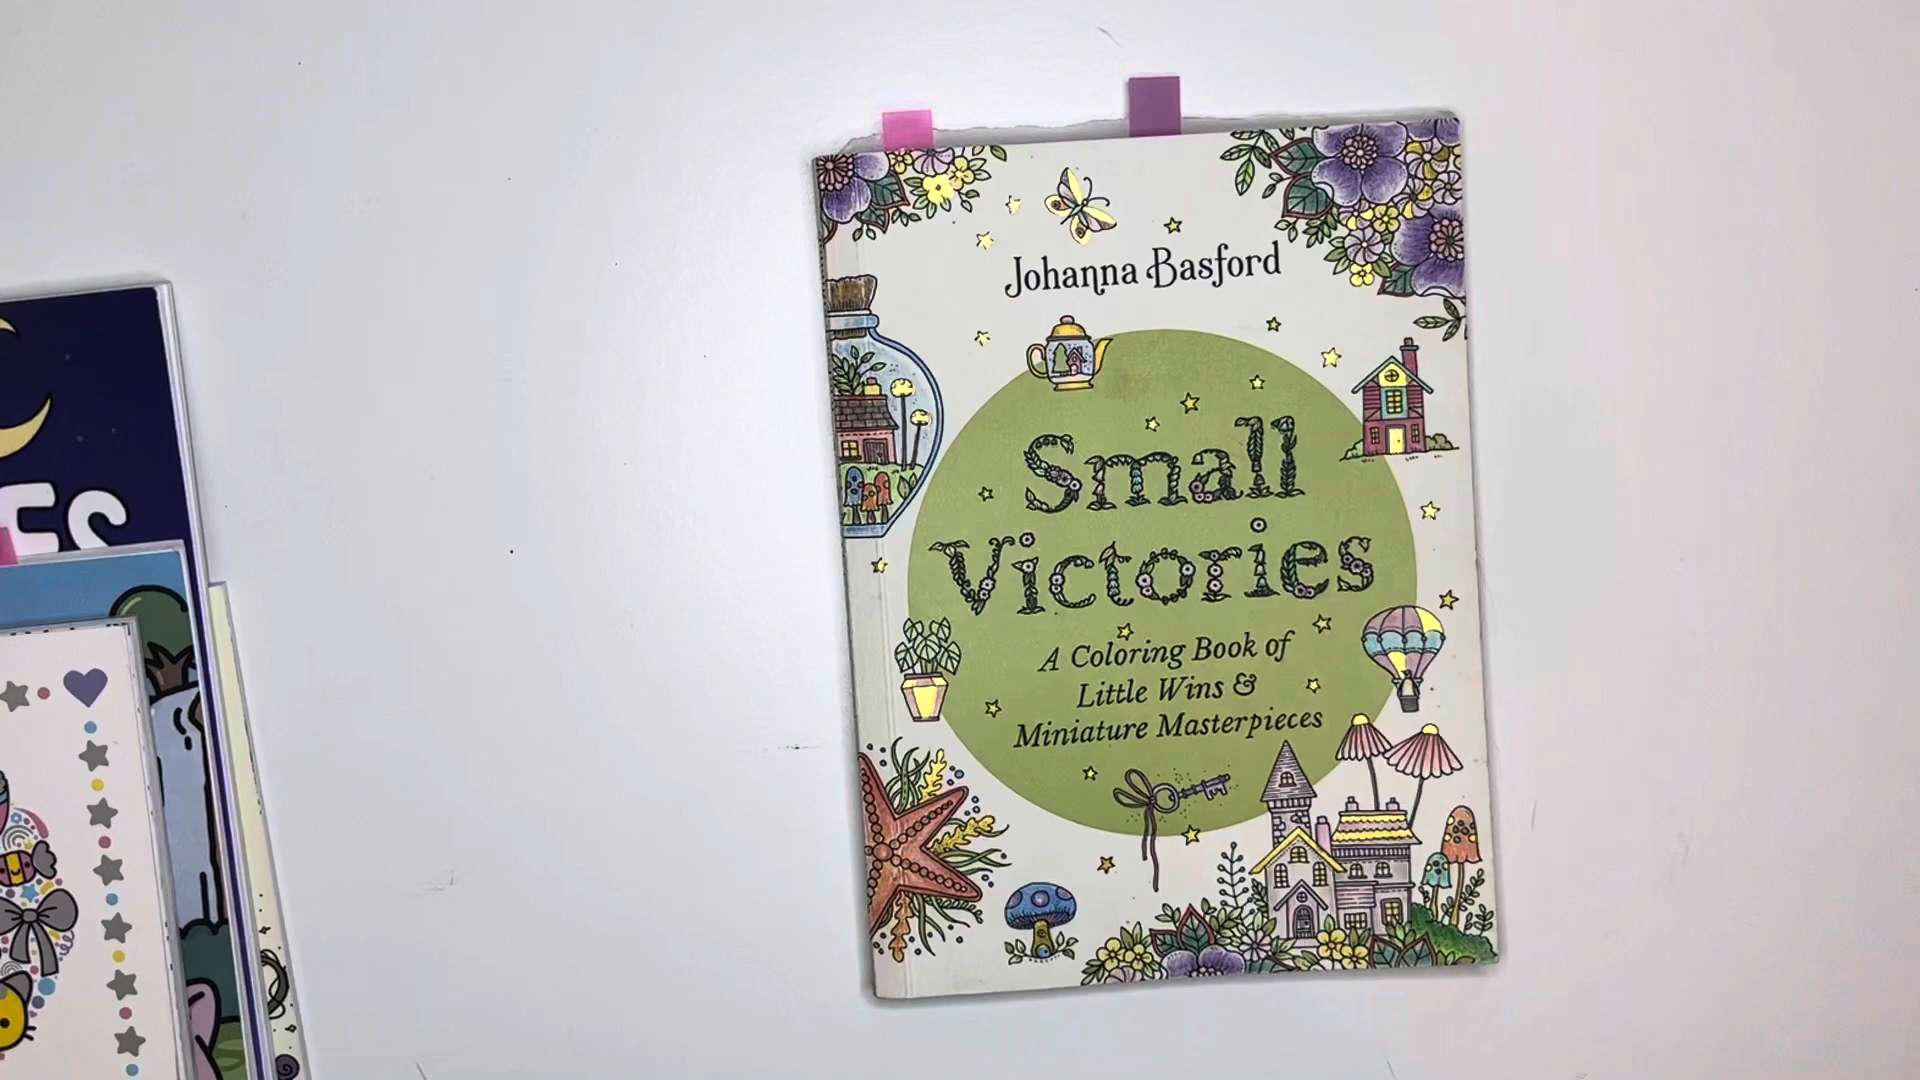 Johanna Basford
Small
Victories
A Coloring Book of
Little Wins &
Miniature Masterpieces